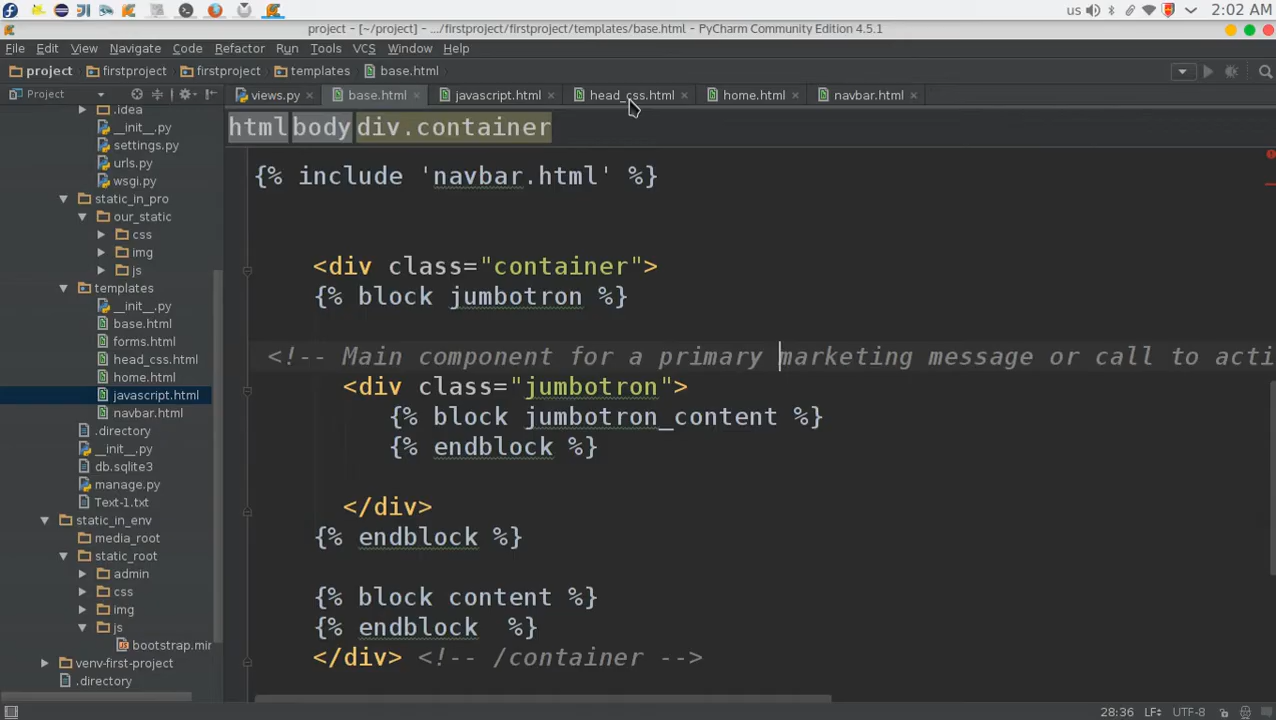 us 2:02 AM
project - [~/project] - .../firstproject/firstproject/templates/base.html - PyCharm Community Edition 4.5.1
File Edit View Navigate Code Refactor Run Tools VCS Window Help
project firstproject firstproject templates base.html
Project
views.py base.html javascript.html head_css.html home.html navbar.html
html body div.container
.idea
__init__.py
settings.py
urls.py
wsgi.py
static_in_pro
our_static
css
img
js
templates
__init__.py
base.html
forms.html
head_css.html
home.html
javascript.html
navbar.html
.directory
__init__.py
db.sqlite3
manage.py
Text-1.txt
static_in_env
media_root
static_root
admin
css
img
js
bootstrap.mir
venv-first-project
.directory
{% include 'navbar.html' %}
<div class="container">
{% block jumbotron %}
<!-- Main component for a primary marketing message or call to acti
<div class="jumbotron">
{% block jumbotron_content %}
{% endblock %}
</div>
{% endblock %}
{% block content %}
{% endblock  %}
</div> <!-- /container -->
28:36 LF UTF-8